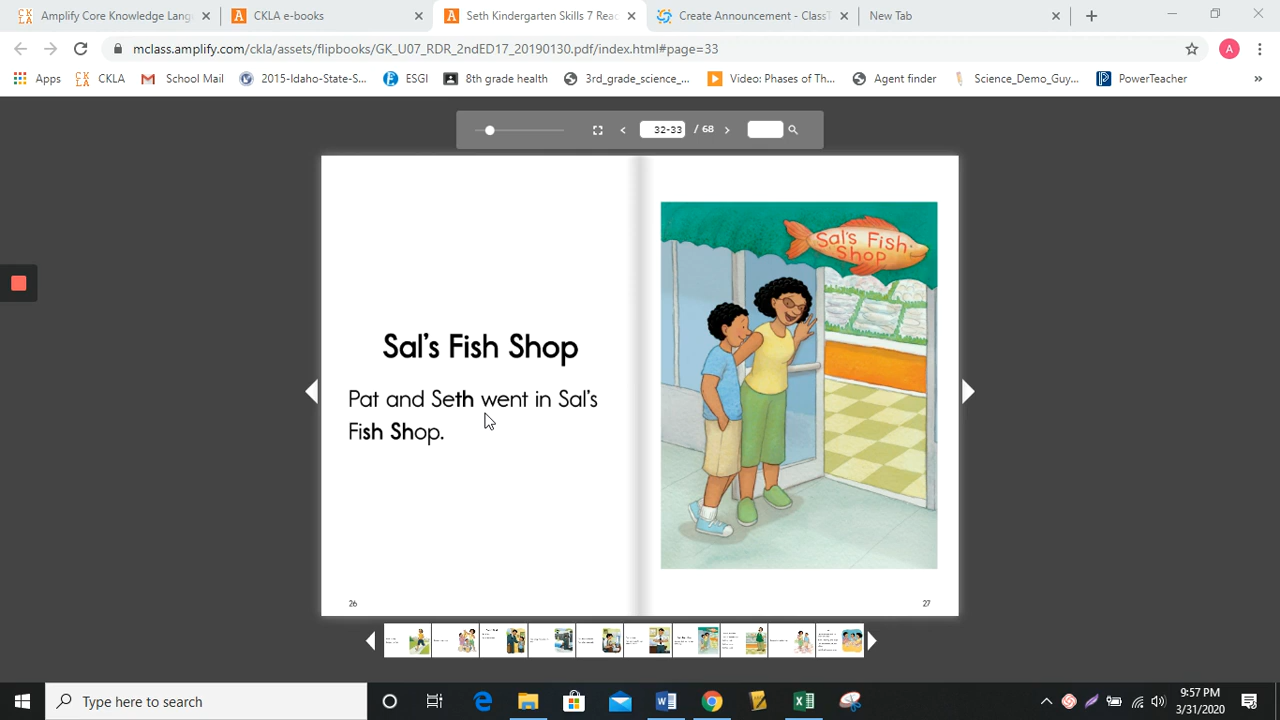 Amplify Core Knowledge Lang
CKLA e-books
Seth Kindergarten Skills 7 Reac
Create Announcement - ClassT
New Tab
mclass.amplify.com/ckla/assets/flipbooks/GK_U07_RDR_2ndED17_20190130.pdf/index.html#page=33
A
Apps
CKLA
School Mail
2015-Idaho-State-S...
ESGI
8th grade health
3rd_grade_science_...
Video: Phases of Th...
Agent finder
Science_Demo_Guy...
PowerTeacher
»
32-33 / 68
Sal's Fish Shop
Pat and Seth went in Sal's
Fish Shop.
26
Sal's Fish
Shop
27
Type here to search
9:57 PM
3/31/2020